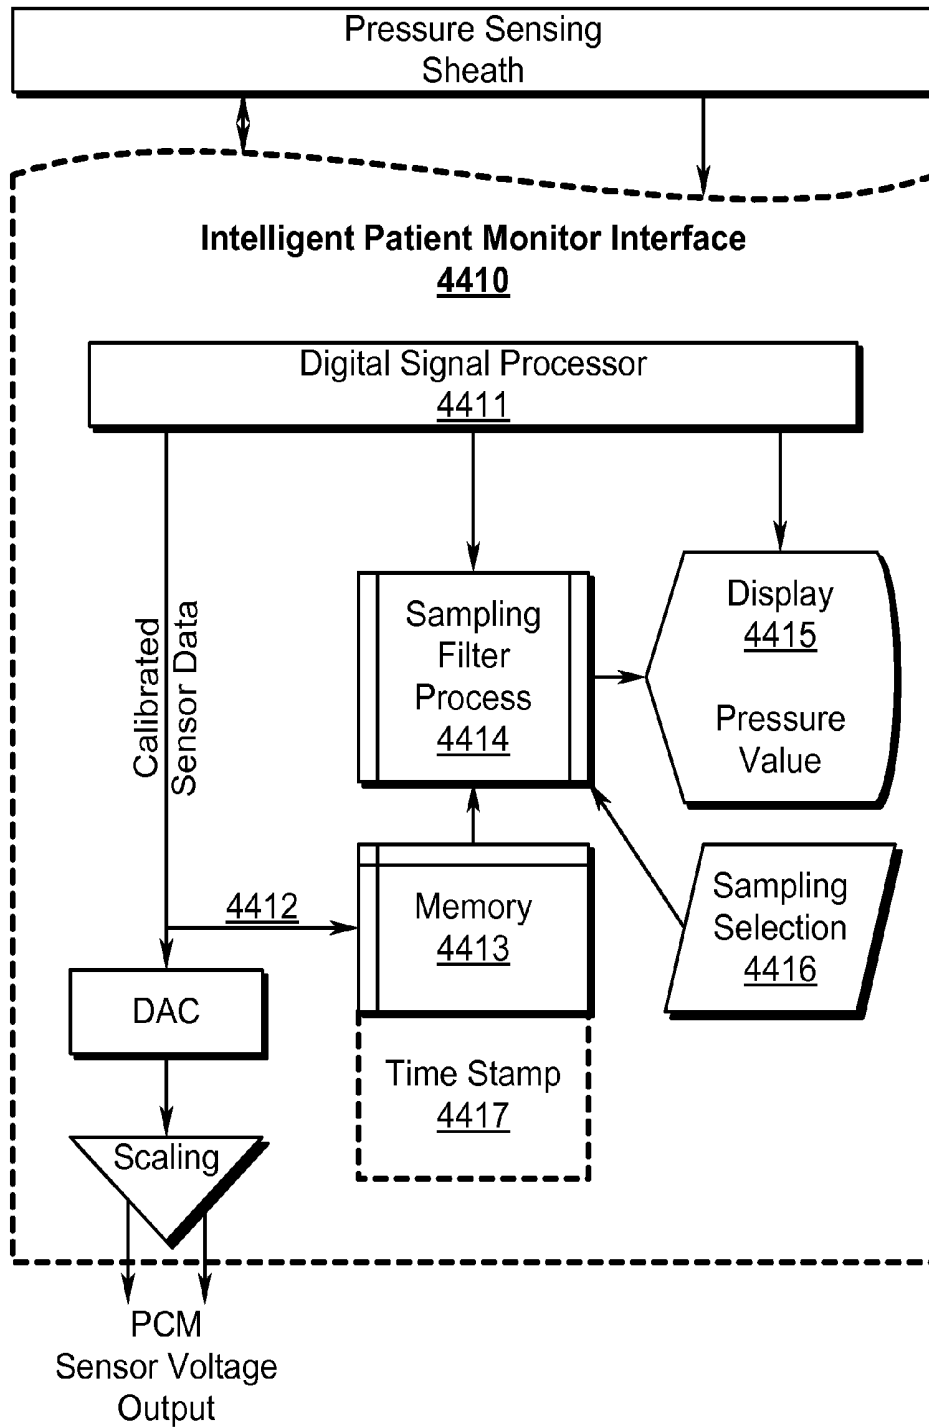 Pressure Sensing
Sheath
Intelligent Patient Monitor Interface
4410
Digital Signal Processor
4411
Calibrated
Sensor Data
Sampling
Filter
Process
4414
Display
4415
Pressure
Value
4412
Memory
4413
Sampling
Selection
4416
DAC
Time Stamp
4417
Scaling
PCM
Sensor Voltage
Output